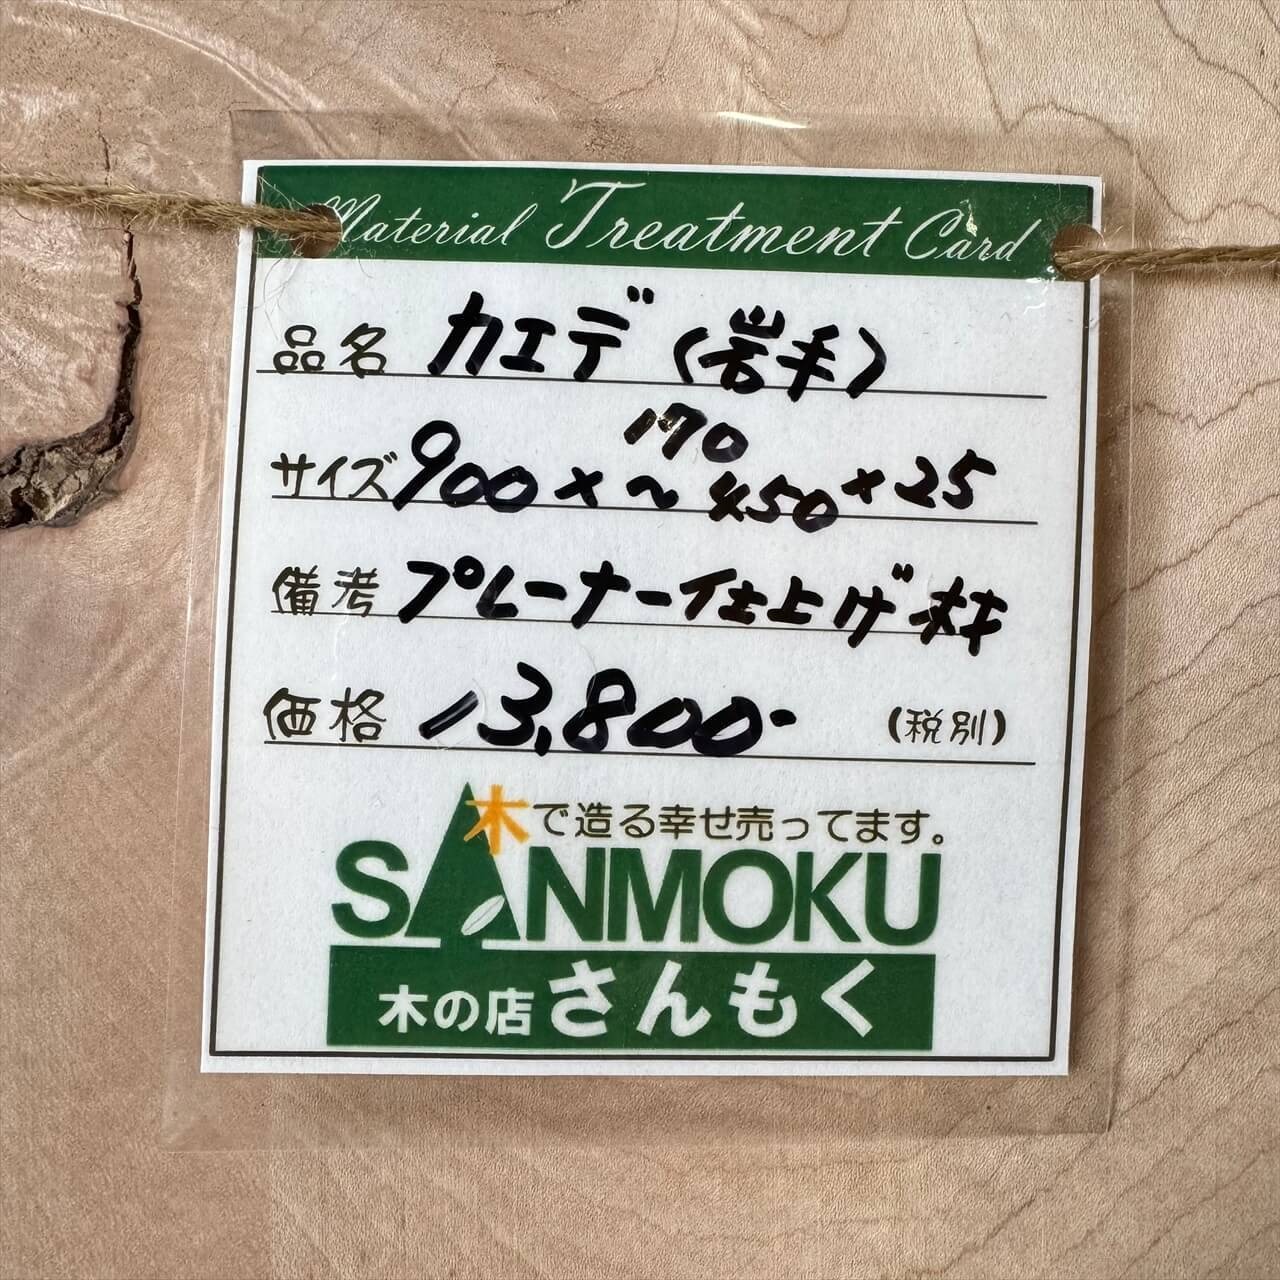 Material Treatment Card
品名 カエデ (岩手)
170
サイズ 900×~450×25
備考 プレーナー仕上げ材
価格 13,800- (税別)
木で造る幸せ売ってます。
SANMOKU
木の店 さんもく